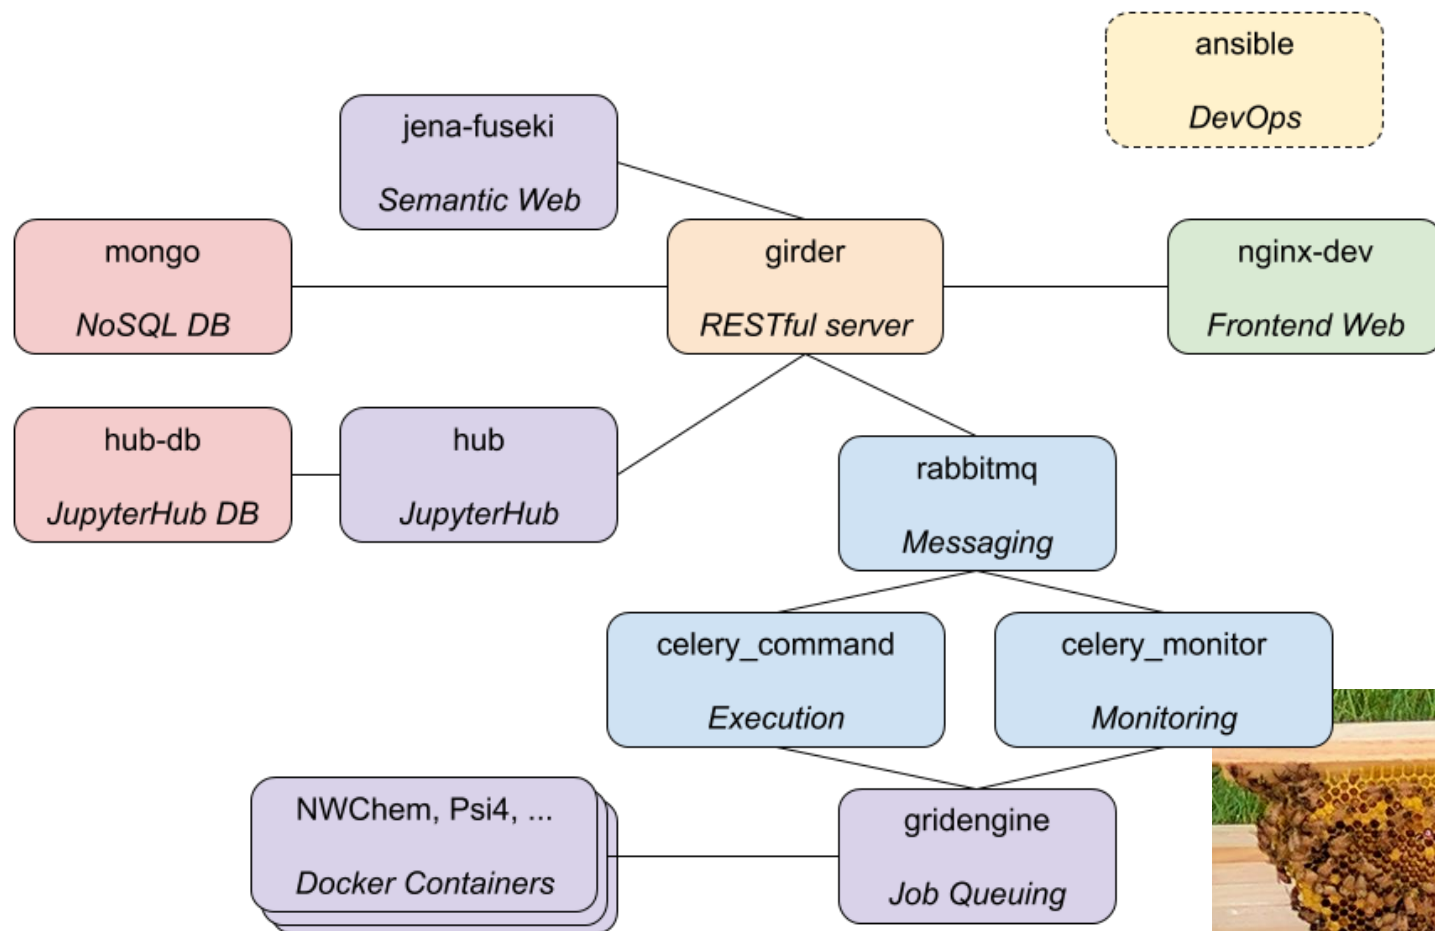 ansible
DevOps
jena-fuseki
Semantic Web
mongo
NoSQL DB
girder
RESTful server
nginx-dev
Frontend Web
hub-db
JupyterHub DB
hub
JupyterHub
rabbitmq
Messaging
celery_command
Execution
celery_monitor
Monitoring
NWChem, Psi4, ...
Docker Containers
gridengine
Job Queuing